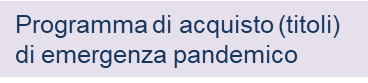 Programma di acquisto (titoli)
di emergenza pandemico